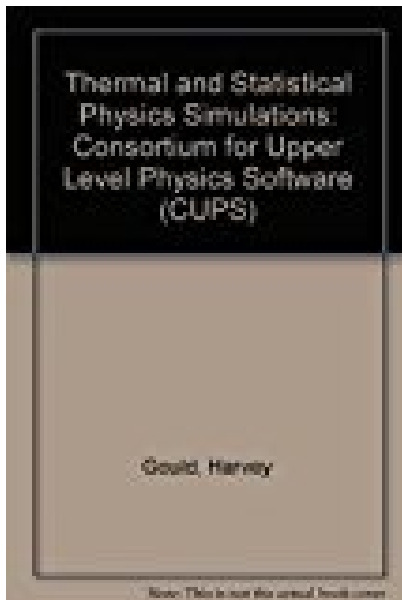 Thermal and Statistical
Physics Simulations:
Consortium for Upper
Level Physics Software
(CUPS)
Gould, Harvey
Note: This is not the actual book cover